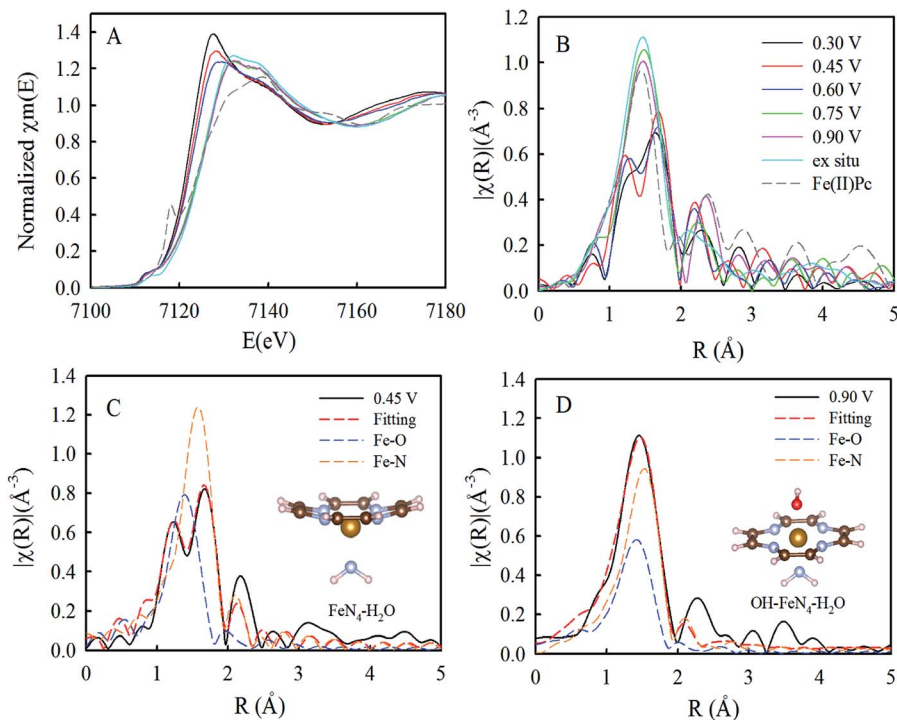 A
Normalized χm(E)
1.4
1.2
1.0
0.8
0.6
0.4
0.2
0.0
7100 7120 7140 7160 7180
E(eV)
B
|χ(R)|(Å⁻³)
1.2
1.0
0.8
0.6
0.4
0.2
0.0
0.30 V
0.45 V
0.60 V
0.75 V
0.90 V
ex situ
Fe(II)Pc
0 1 2 3 4 5
R (Å)
C
|χ(R)|(Å⁻³)
1.4
1.2
1.0
0.8
0.6
0.4
0.2
0.0
0.45 V
Fitting
Fe-O
Fe-N
FeN₄-H₂O
0 1 2 3 4 5
R (Å)
D
|χ(R)|(Å⁻³)
1.4
1.2
1.0
0.8
0.6
0.4
0.2
0.0
0.90 V
Fitting
Fe-O
Fe-N
OH-FeN₄-H₂O
0 1 2 3 4 5
R (Å)